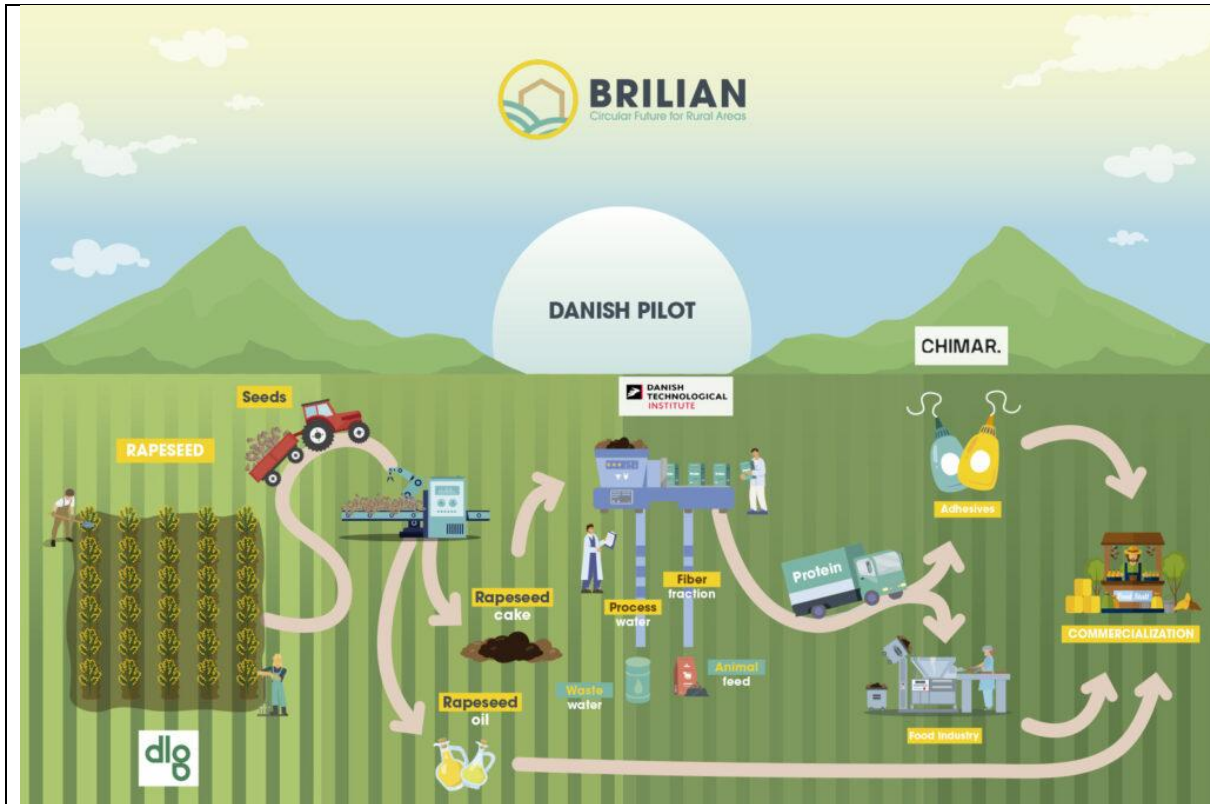 BRILIAN
Circular Future for Rural Areas
DANISH PILOT
CHIMAR.
DANISH
TECHNOLOGICAL
INSTITUTE
Seeds
RAPESEED
Protein
Adhesives
Fiber
fraction
Process
water
Rapeseed
cake
COMMERCIALIZATION
Waste
water
Animal
feed
Rapeseed
oil
Food Industry
dlg